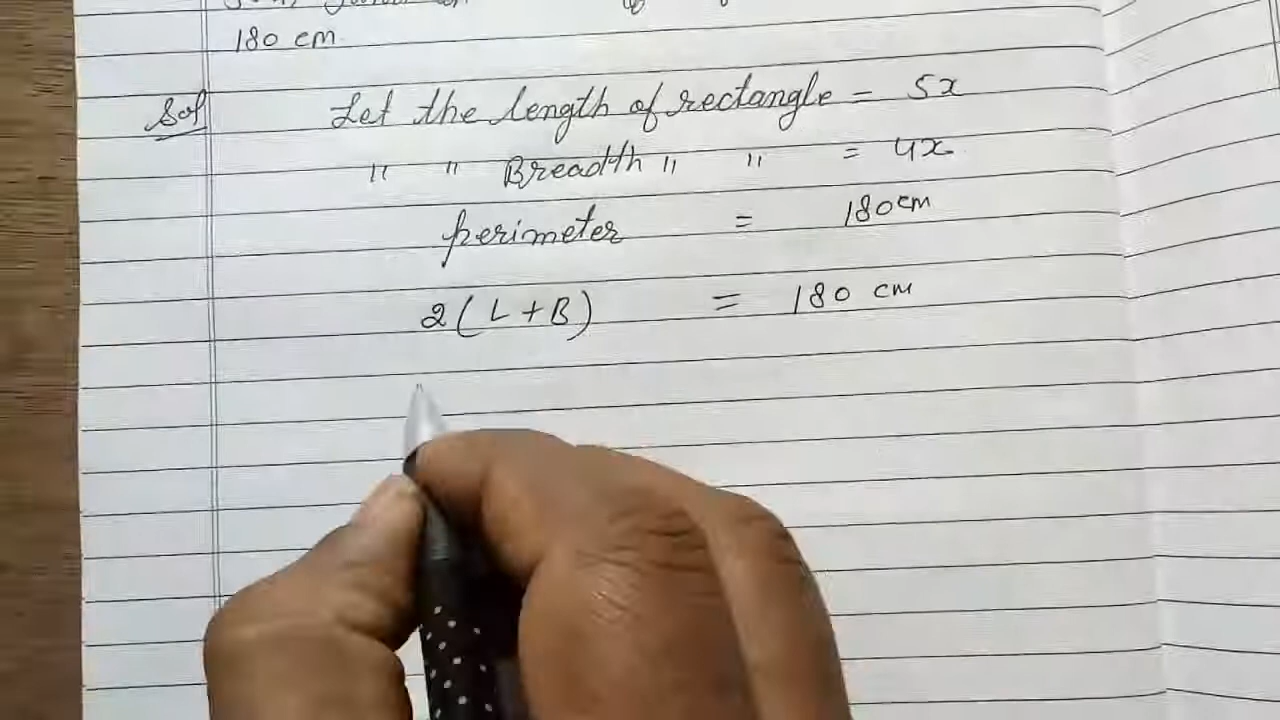 180 cm
Sol Let the length of rectangle = 5x
" " Breadth " " = 4x
perimeter = 180cm
2(L+B) = 180 cm